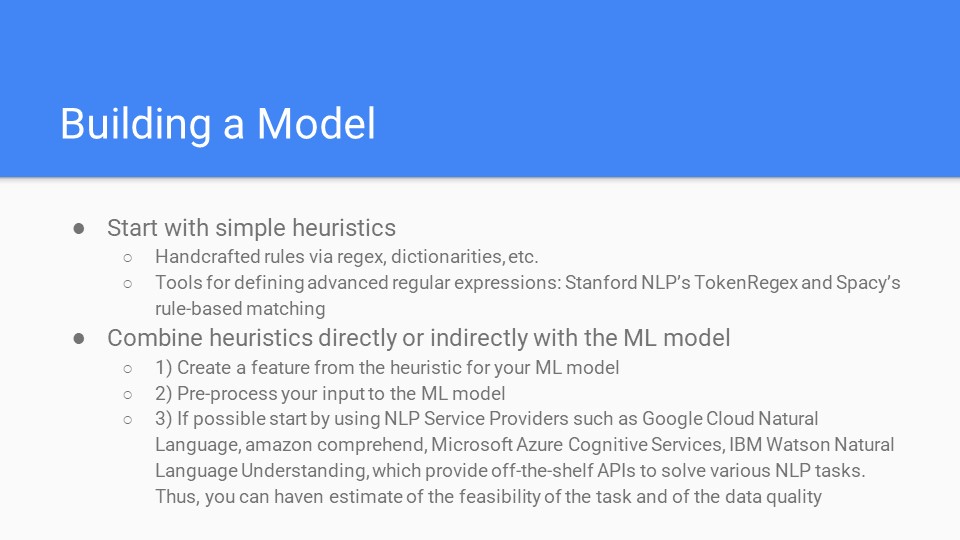 Building a Model
● Start with simple heuristics
○ Handcrafted rules via regex, dictionarities, etc.
○ Tools for defining advanced regular expressions: Stanford NLP’s TokenRegex and Spacy’s
rule-based matching
● Combine heuristics directly or indirectly with the ML model
○ 1) Create a feature from the heuristic for your ML model
○ 2) Pre-process your input to the ML model
○ 3) If possible start by using NLP Service Providers such as Google Cloud Natural
Language, amazon comprehend, Microsoft Azure Cognitive Services, IBM Watson Natural
Language Understanding, which provide off-the-shelf APIs to solve various NLP tasks.
Thus, you can haven estimate of the feasibility of the task and of the data quality